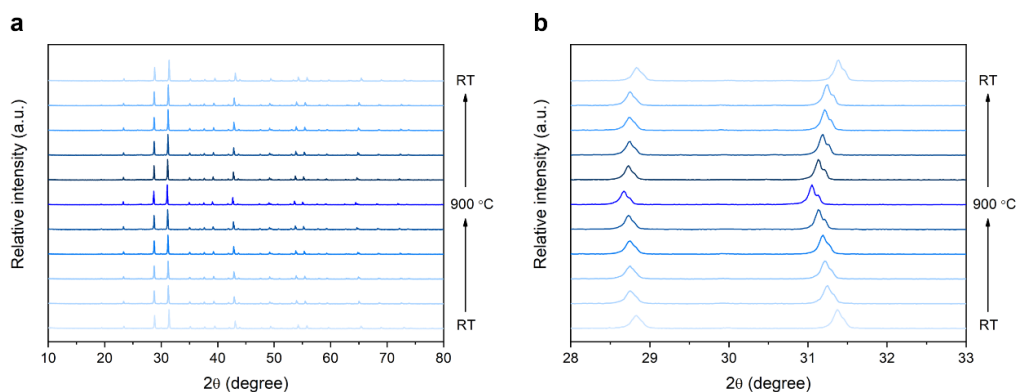 a
Relative intensity (a.u.)
RT
900 °C
RT
10 20 30 40 50 60 70 80
2θ (degree)
b
Relative intensity (a.u.)
RT
900 °C
RT
28 29 30 31 32 33
2θ (degree)